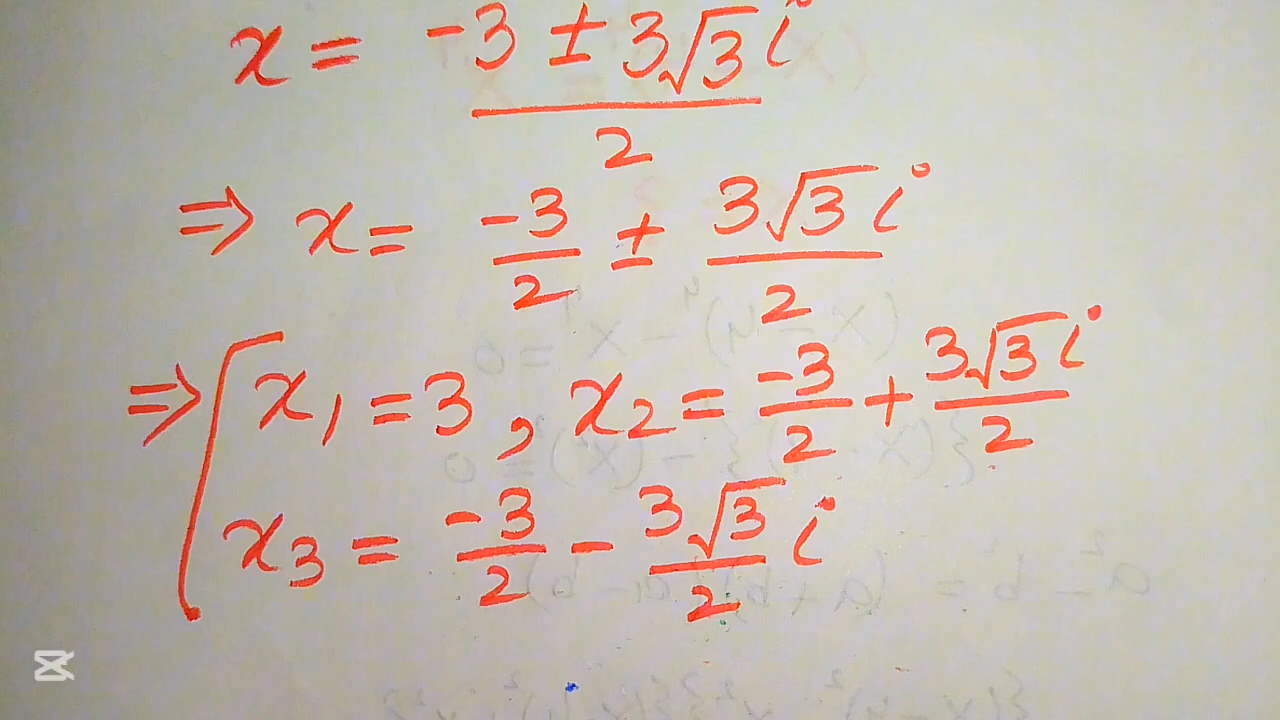 x = -3 ± 3√3 i / 2
⇒ x = -3/2 ± 3√3 i / 2
⇒ x₁ = 3 , x₂ = -3/2 + 3√3 i / 2
x₃ = -3/2 - 3√3/2 i